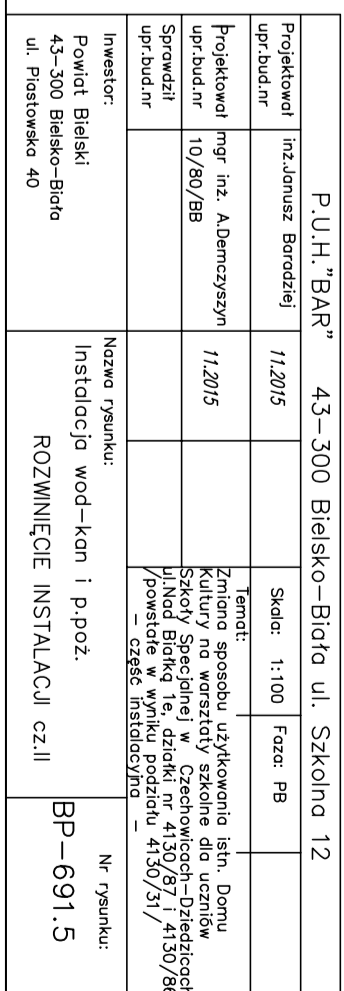 P.U.H."BAR" 43-300 Bielsko-Biała ul. Szkolna 12
Projektował
upr.bud.nr
inż.Janusz Baradziej
11.2015
Skala: 1:100
Faza: PB
Projektował
upr.bud.nr
mgr inż. A.Demczyszyn
10/80/BB
11.2015
Temat:
Zmiana sposobu użytkowania istn. Domu
Kultury na warsztaty szkolne dla uczniów
Szkoły Specjalnej w Czechowicach-Dziedzicach
ul.Nad Białką 1e, działki nr 4130/87 i 4130/86
/powstałe w wyniku podziału 4130/31/
- część instalacyjna -
Sprawdził
upr.bud.nr
Inwestor:
Powiat Bielski
43-300 Bielsko-Biała
ul. Piastowska 40
Nazwa rysunku:
Instalacja wod-kan i p.poż.
ROZWINIĘCIE INSTALACJI cz.II
Nr rysunku:
BP-691.5